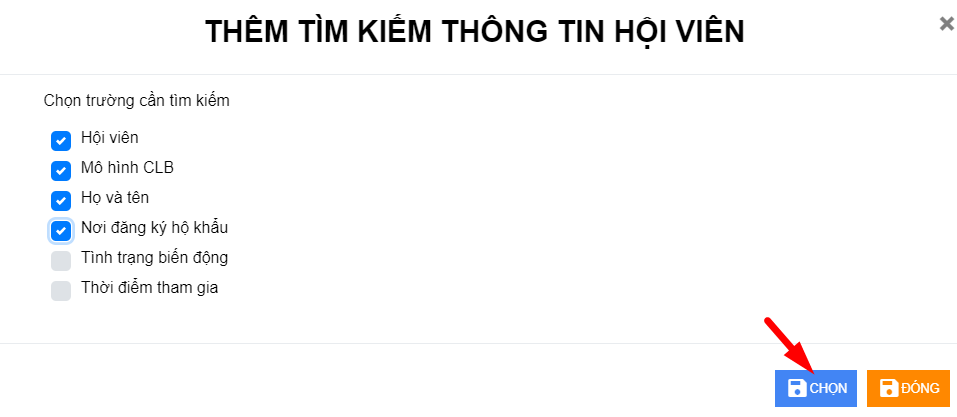 THÊM TÌM KIẾM THÔNG TIN HỘI VIÊN
×
Chọn trường cần tìm kiếm
Hội viên
Mô hình CLB
Họ và tên
Nơi đăng ký hộ khẩu
Tình trạng biến động
Thời điểm tham gia
CHỌN ĐÓNG